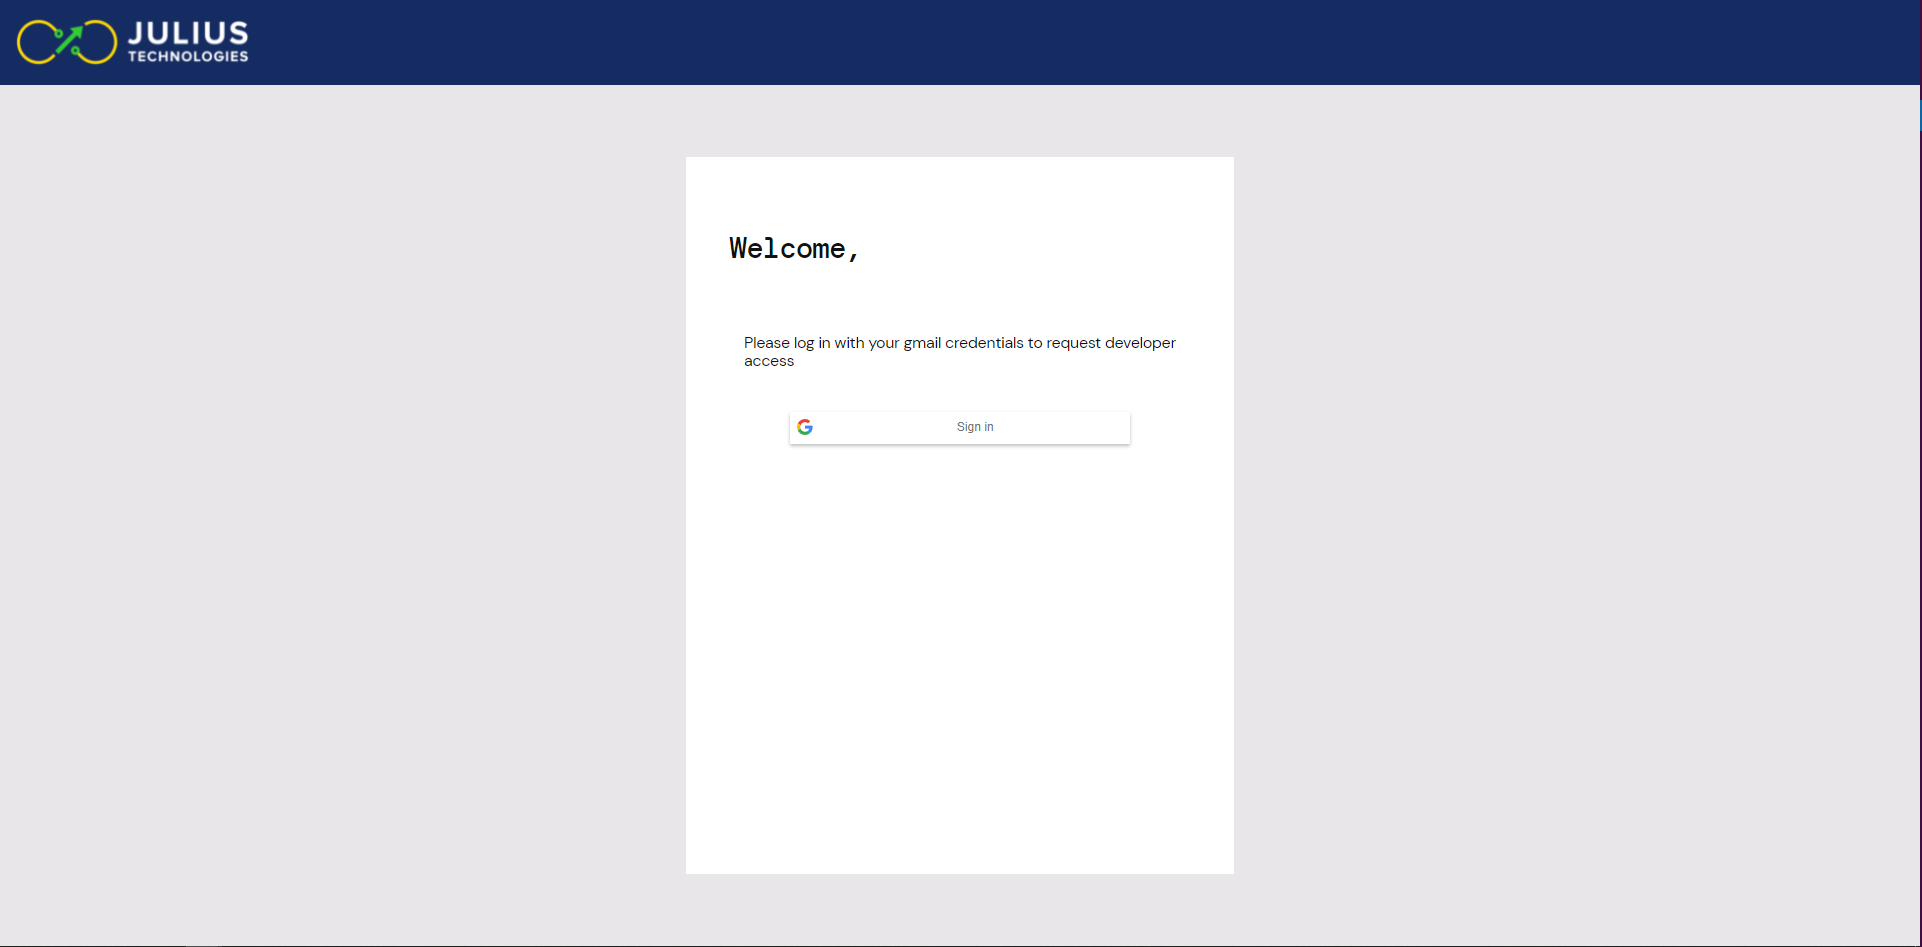 JULIUS
TECHNOLOGIES
Welcome,
Please log in with your gmail credentials to request developer
access
Sign in